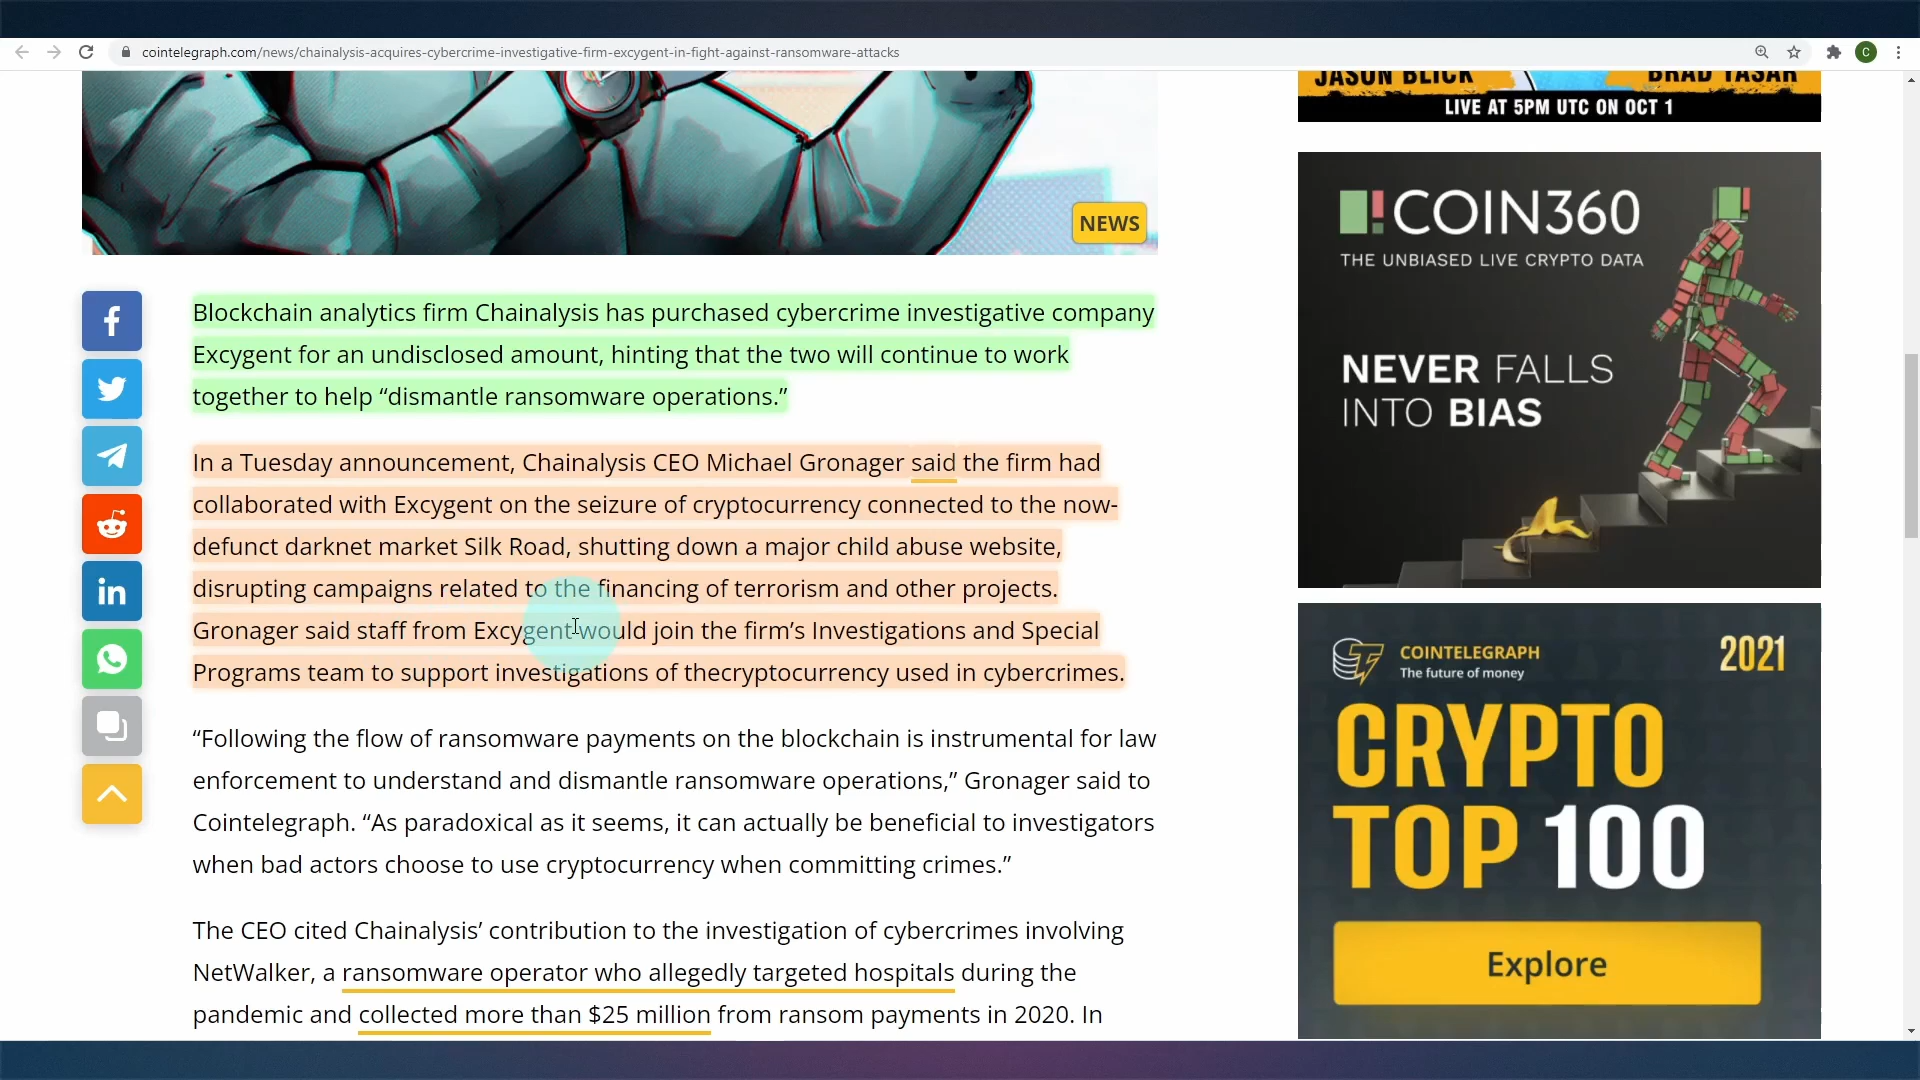 cointelegraph.com/news/chainalysis-acquires-cybercrime-investigative-firm-excygent-in-fight-against-ransomware-attacks
C
JASON BLICK
BRAD YASAR
LIVE AT 5PM UTC ON OCT 1
NEWS
COIN360
THE UNBIASED LIVE CRYPTO DATA
NEVER FALLS
INTO BIAS
Blockchain analytics firm Chainalysis has purchased cybercrime investigative company
Excygent for an undisclosed amount, hinting that the two will continue to work
together to help “dismantle ransomware operations.”
In a Tuesday announcement, Chainalysis CEO Michael Gronager said the firm had
collaborated with Excygent on the seizure of cryptocurrency connected to the now-
defunct darknet market Silk Road, shutting down a major child abuse website,
disrupting campaigns related to the financing of terrorism and other projects.
Gronager said staff from Excygent would join the firm’s Investigations and Special
Programs team to support investigations of thecryptocurrency used in cybercrimes.
“Following the flow of ransomware payments on the blockchain is instrumental for law
enforcement to understand and dismantle ransomware operations,” Gronager said to
Cointelegraph. “As paradoxical as it seems, it can actually be beneficial to investigators
when bad actors choose to use cryptocurrency when committing crimes.”
The CEO cited Chainalysis’ contribution to the investigation of cybercrimes involving
NetWalker, a ransomware operator who allegedly targeted hospitals during the
pandemic and collected more than $25 million from ransom payments in 2020. In
COINTELEGRAPH
The future of money
2021
CRYPTO
TOP 100
Explore